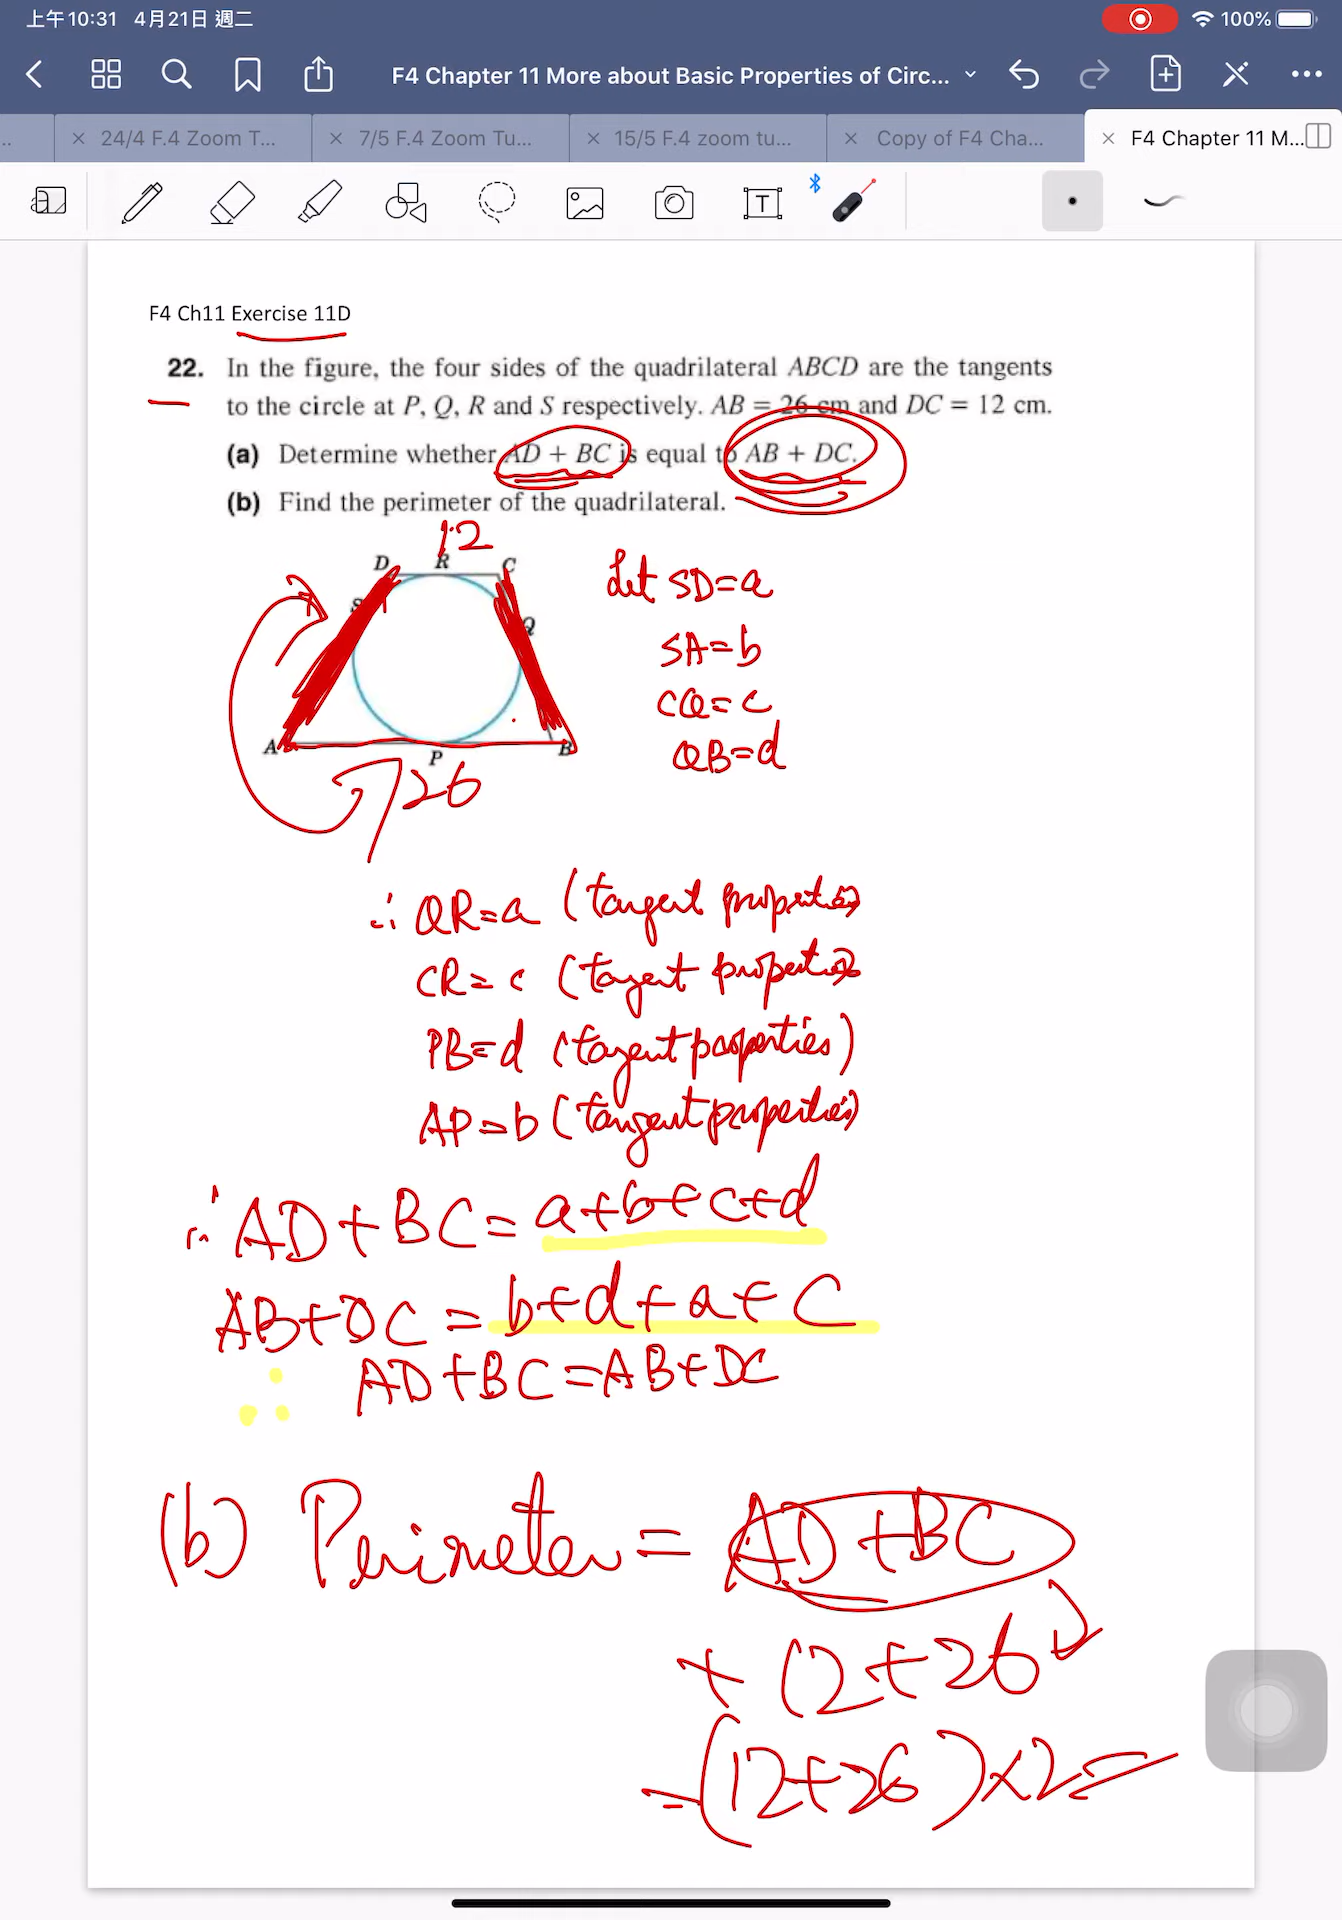 上午10:31 4月21日 週二
100%
F4 Chapter 11 More about Basic Properties of Circ...
24/4 F.4 Zoom T...
7/5 F.4 Zoom Tu...
15/5 F.4 zoom tu...
Copy of F4 Cha...
F4 Chapter 11 M...
F4 Ch11 Exercise 11D
22. In the figure, the four sides of the quadrilateral ABCD are the tangents
to the circle at P, Q, R and S respectively. AB = 26 cm and DC = 12 cm.
(a) Determine whether AD + BC is equal to AB + DC.
(b) Find the perimeter of the quadrilateral.
12
D R C
S
Q
A P B
26
Let SD=a
SA=b
CQ=c
QB=d
∴ QR=a (tangent properties)
CR=c (tangent properties)
PB=d (tangent properties)
AP=b (tangent properties)
∴ AD+BC=a+b+c+d
AB+DC=b+d+a+c
∴ AD+BC=AB+DC
(b) Perimeter = AD+BC
+12+26
=(12+26)×2=